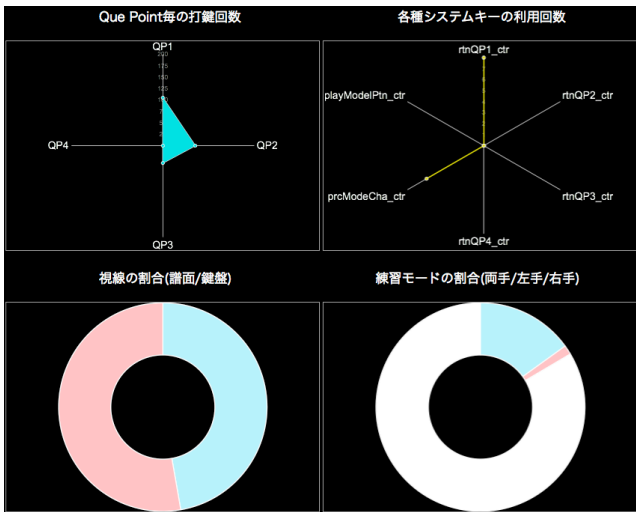 Que Point毎の打鍵回数
各種システムキーの利用回数
QP1
200
175
150
125
100
QP4
QP2
QP3
rtnQP1_ctr
playModelPtn_ctr
rtnQP2_ctr
prcModeCha_ctr
rtnQP3_ctr
rtnQP4_ctr
視線の割合(譜面/鍵盤)
練習モードの割合(両手/左手/右手)